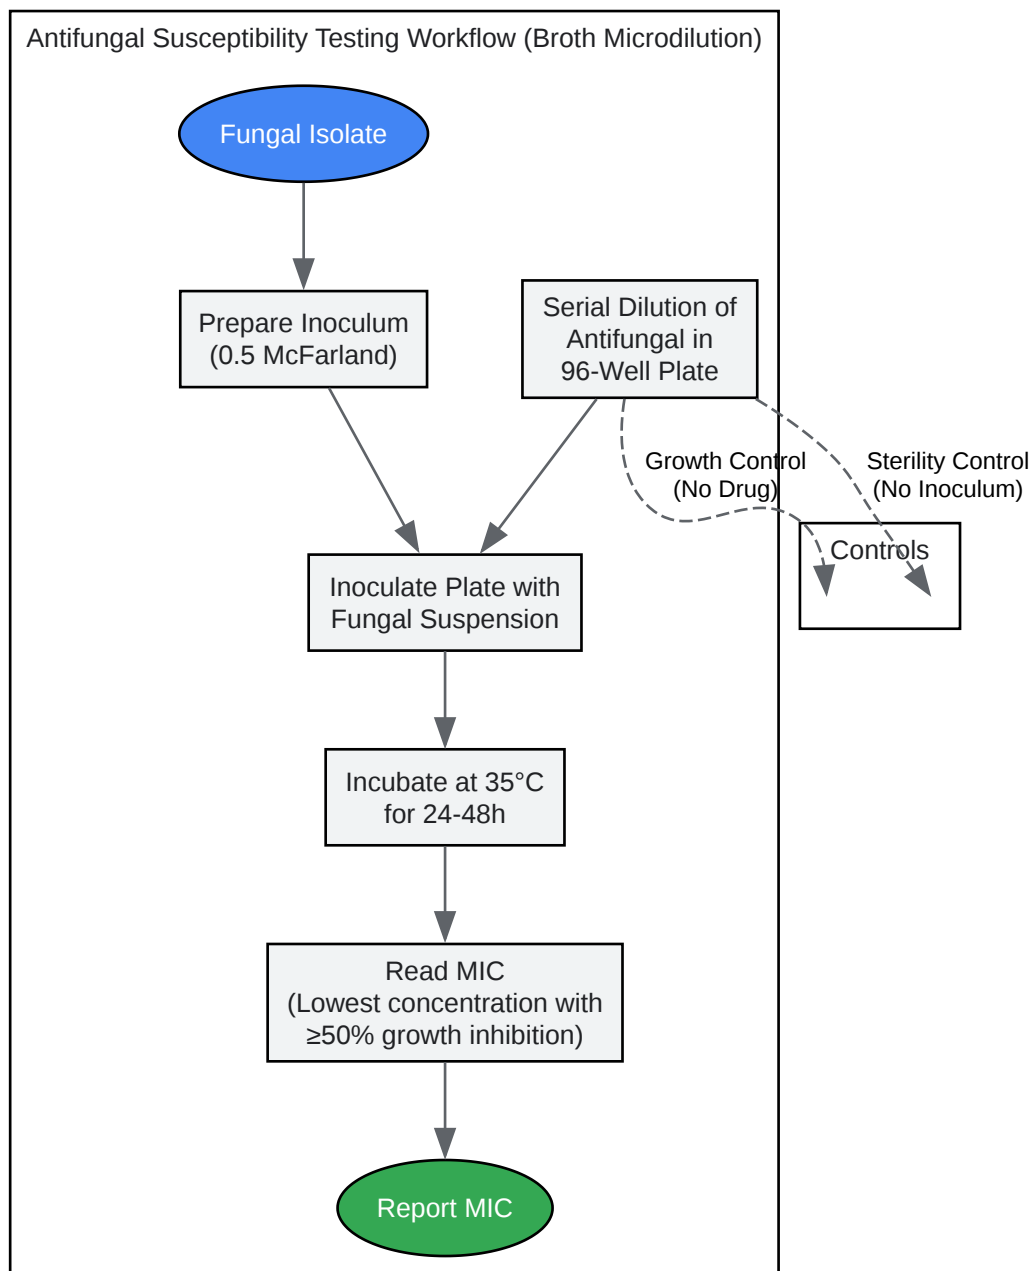 Antifungal Susceptibility Testing Workflow (Broth Microdilution)
Fungal Isolate
Prepare Inoculum
(0.5 McFarland)
Serial Dilution of
Antifungal in
96-Well Plate
Growth Control
(No Drug)
Sterility Control
(No Inoculum)
Controls
Inoculate Plate with
Fungal Suspension
Incubate at 35°C
for 24-48h
Read MIC
(Lowest concentration with
≥50% growth inhibition)
Report MIC